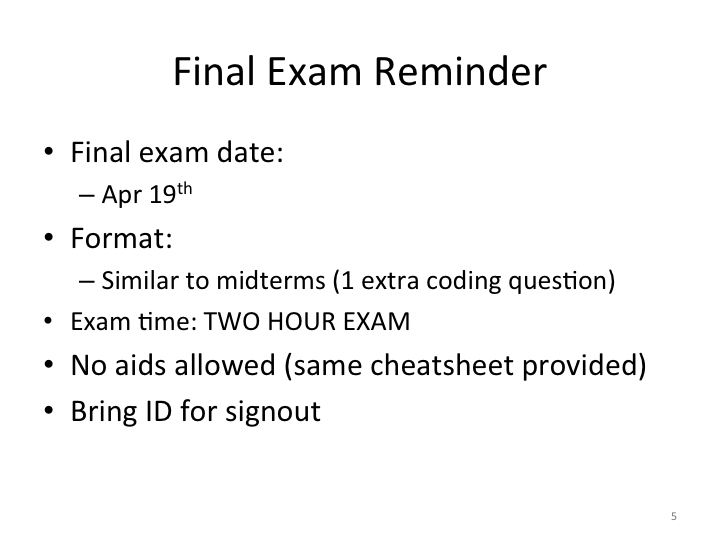 Final Exam Reminder
• Final exam date:
– Apr 19th
• Format:
– Similar to midterms (1 extra coding question)
• Exam time: TWO HOUR EXAM
• No aids allowed (same cheatsheet provided)
• Bring ID for signout
5